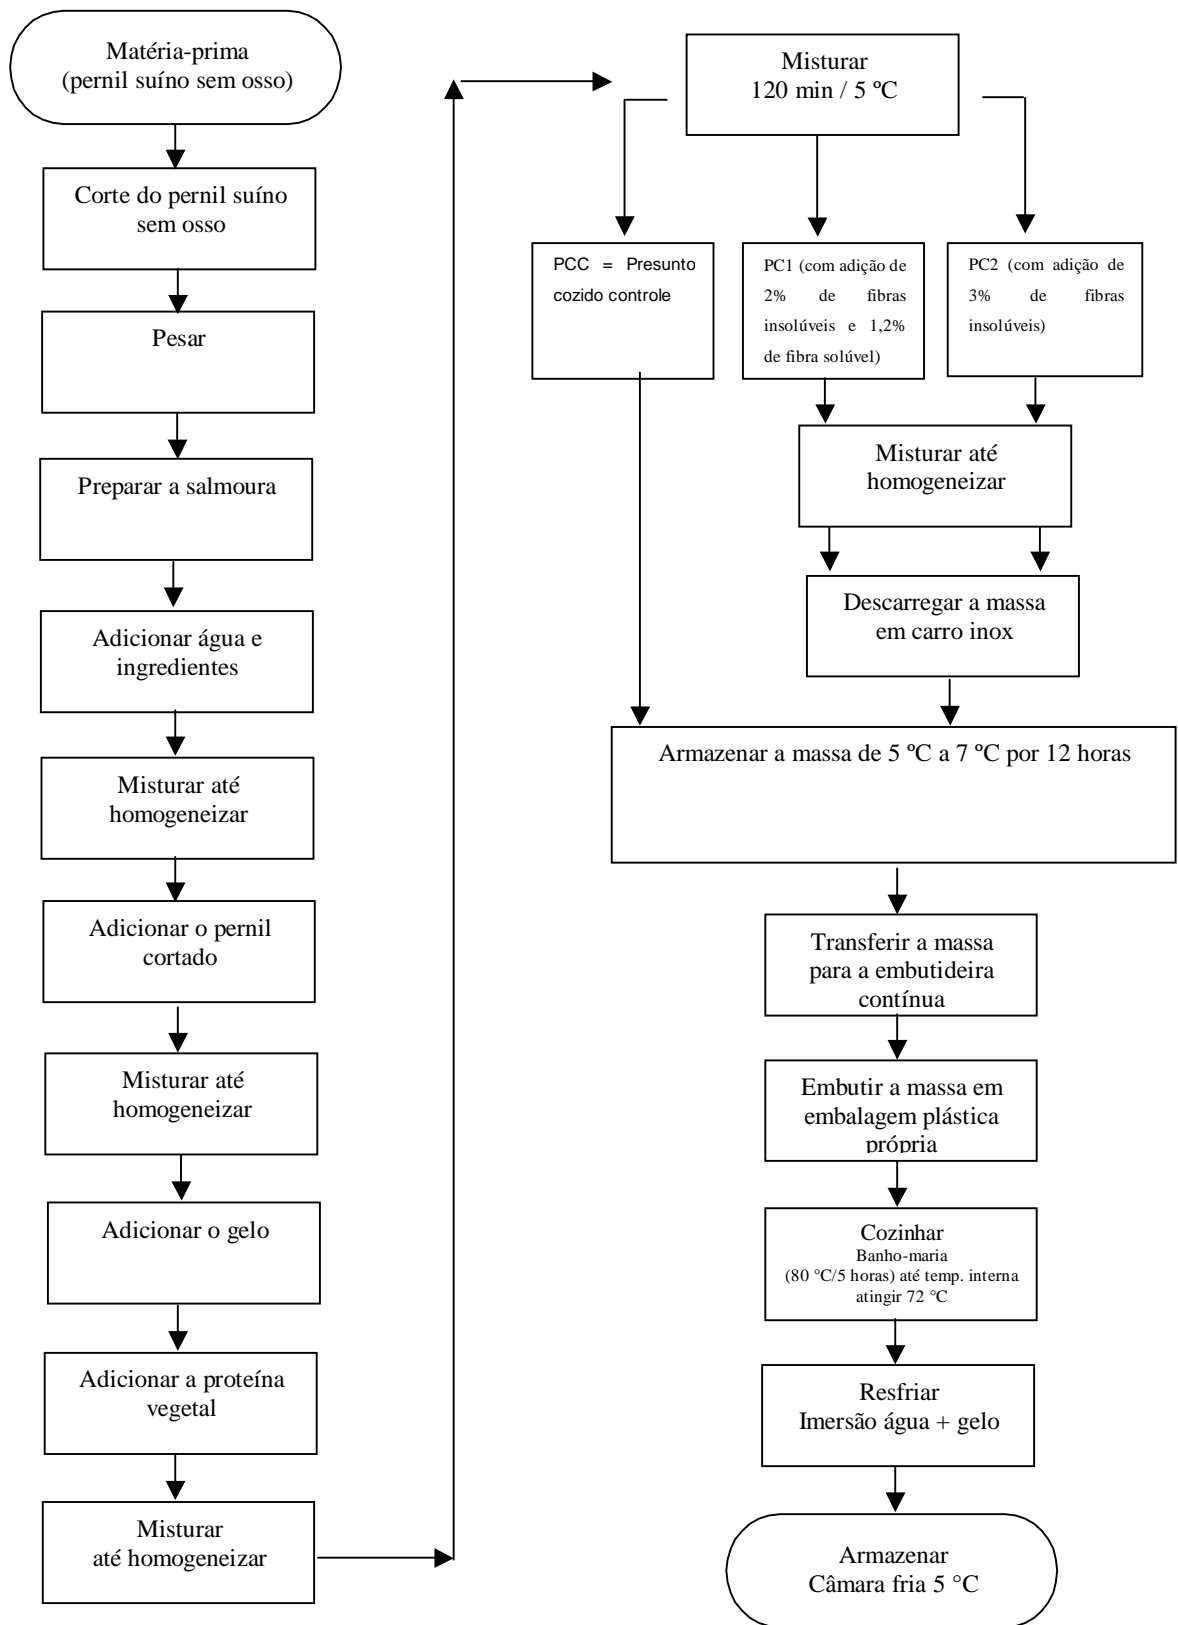 Matéria-prima
(pernil suíno sem osso)
Corte do pernil suíno
sem osso
Pesar
Preparar a salmoura
Adicionar água e
ingredientes
Misturar até
homogeneizar
Adicionar o pernil
cortado
Misturar até
homogeneizar
Adicionar o gelo
Adicionar a proteína
vegetal
Misturar
até homogeneizar
Misturar
120 min / 5 ºC
PCC = Presunto
cozido controle
PC1 (com adição de
2% de fibras
insolúveis e 1,2%
de fibra solúvel)
PC2 (com adição de
3% de fibras
insolúveis)
Misturar até
homogeneizar
Descarregar a massa
em carro inox
Armazenar a massa de 5 ºC a 7 ºC por 12 horas
Transferir a massa
para a embutideira
contínua
Embutir a massa em
embalagem plástica
própria
Cozinhar
Banho-maria
(80 °C/5 horas) até temp. interna
atingir 72 °C
Resfriar
Imersão água + gelo
Armazenar
Câmara fria 5 °C